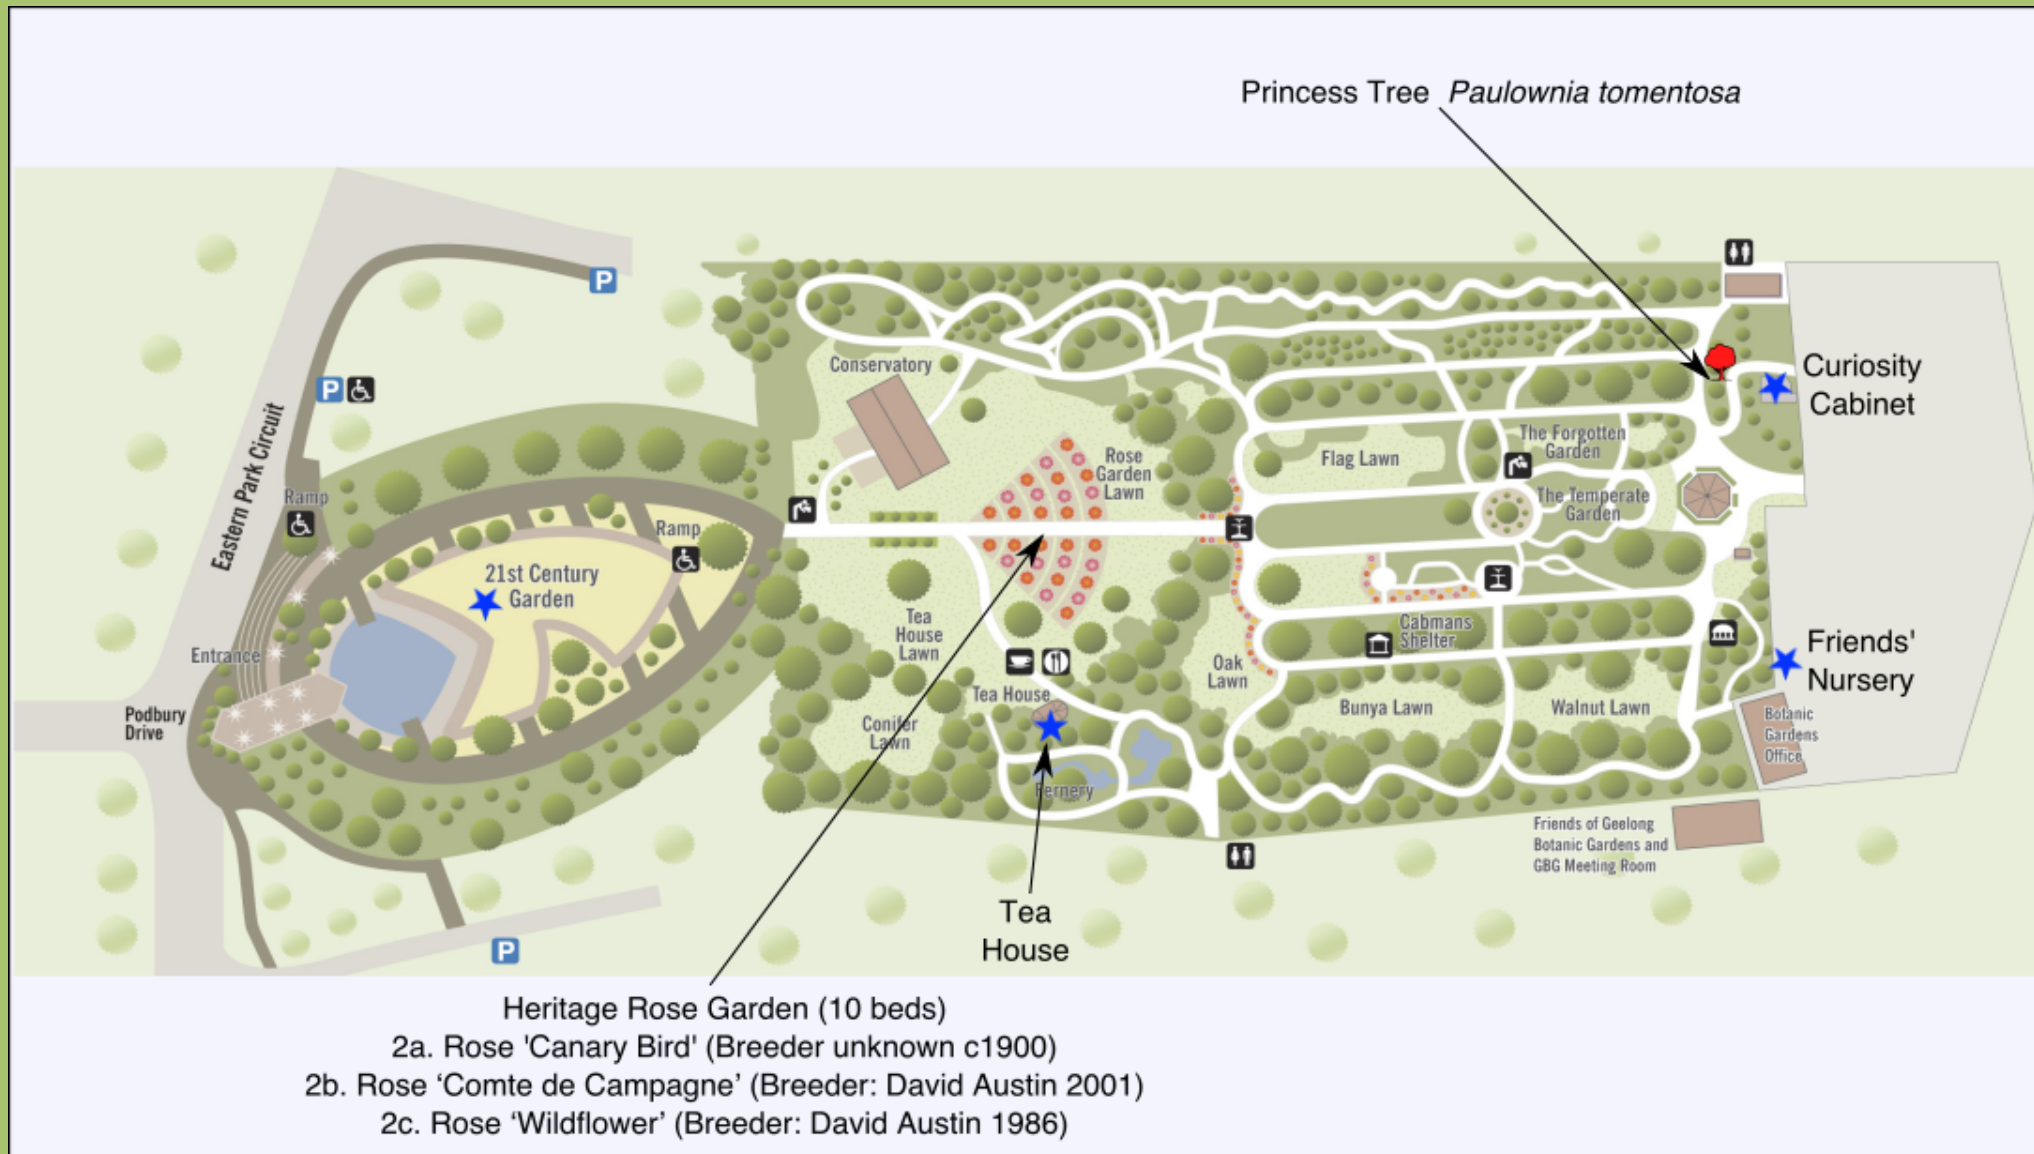 Princess Tree Paulownia tomentosa
P
P
Conservatory
Curiosity
Cabinet
Eastern Park Circuit
Ramp
Rose
Garden
Lawn
Flag Lawn
The Forgotten
Garden
The Temperate
Garden
Ramp
21st Century
Garden
Tea
House
Lawn
Cabmans
Shelter
Entrance
Oak
Lawn
Friends'
Nursery
Tea House
Podbury
Drive
Conifer
Lawn
Bunya Lawn
Walnut Lawn
Botanic
Gardens
Office
Fernery
Friends of Geelong
Botanic Gardens and
GBG Meeting Room
Tea
House
P
Heritage Rose Garden (10 beds)
2a. Rose 'Canary Bird' (Breeder unknown c1900)
2b. Rose ‘Comte de Campagne’ (Breeder: David Austin 2001)
2c. Rose ‘Wildflower’ (Breeder: David Austin 1986)